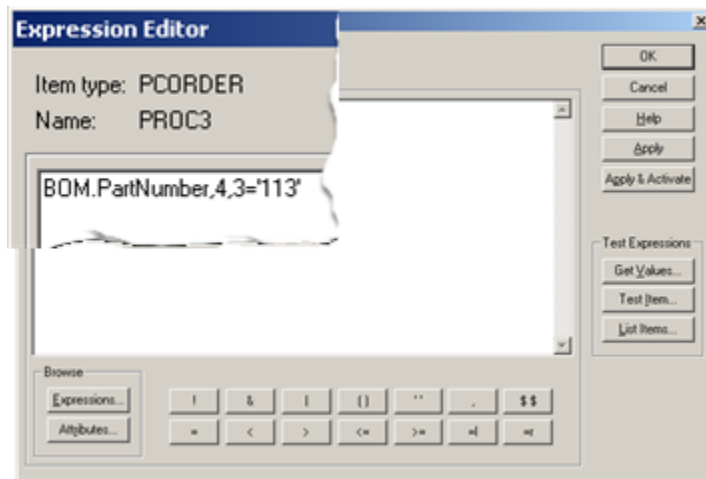 Expression Editor
x
Item type: PCORDER
Name: PROC3
BOM.PartNumber,4,3='113'
OK
Cancel
Help
Apply
Apply & Activate
Test Expressions
Get Values...
Test Item...
List Items...
Browse
Expressions...
Attributes...
! & | () '' , $$
= < > <= >= =l =r